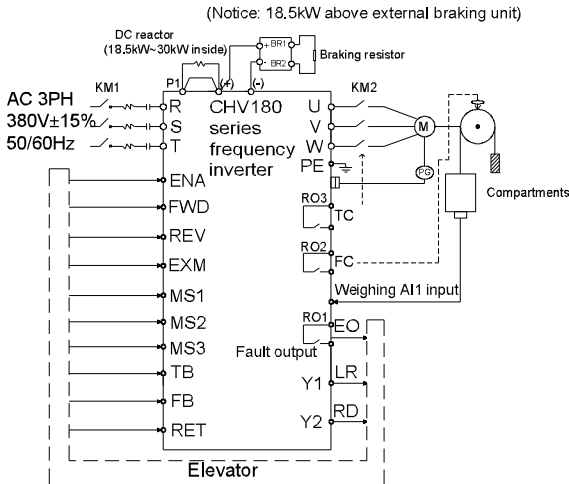 (Notice: 18.5kW above external braking unit)
DC reactor
(18.5kW~30kW inside)
+ BR1
- BR2
Braking resistor
KM1
P1
(+)
(-)
KM2
AC 3PH
380V±15%
50/60Hz
R
S
T
CHV180
series
frequency
inverter
U
V
W
M
PE
PG
ENA
FWD
REV
EXM
MS1
MS2
MS3
TB
FB
RET
RO3
TC
RO2
FC
Compartments
Weighing AI1 input
RO1
EO
Fault output
Y1
LR
Y2
RD
Elevator